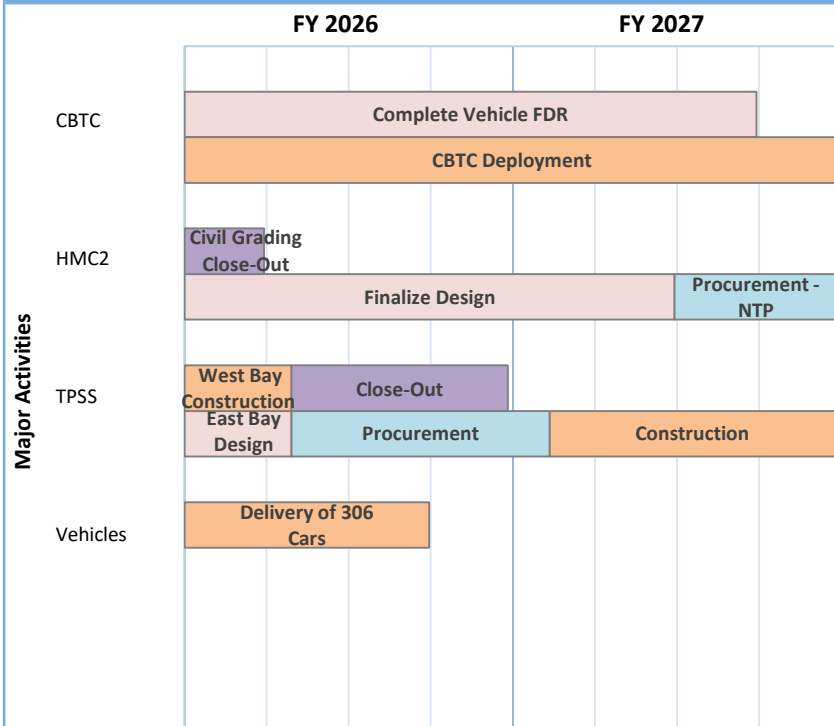 FY 2026
FY 2027
CBTC
Complete Vehicle FDR
CBTC Deployment
HMC2
Civil Grading
Close-Out
Finalize Design
Procurement -
NTP
Major Activities
TPSS
West Bay
Construction
Close-Out
East Bay
Design
Procurement
Construction
Vehicles
Delivery of 306
Cars